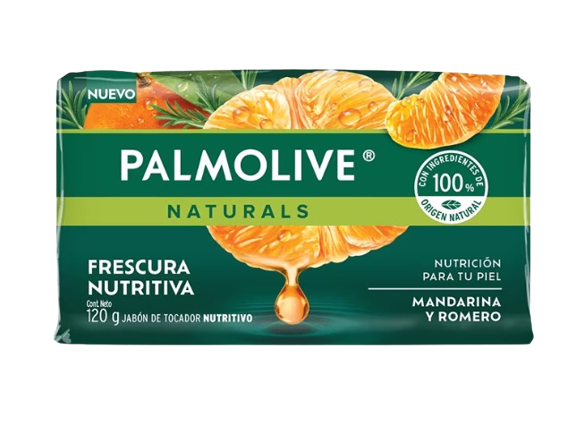 NUEVO
PALMOLIVE®
NATURALS
CON INGREDIENTES DE
100%
ORIGEN NATURAL
FRESCURA
NUTRITIVA
Cont. Neto
120 g JABÓN DE TOCADOR NUTRITIVO
NUTRICIÓN
PARA TU PIEL
MANDARINA
Y ROMERO